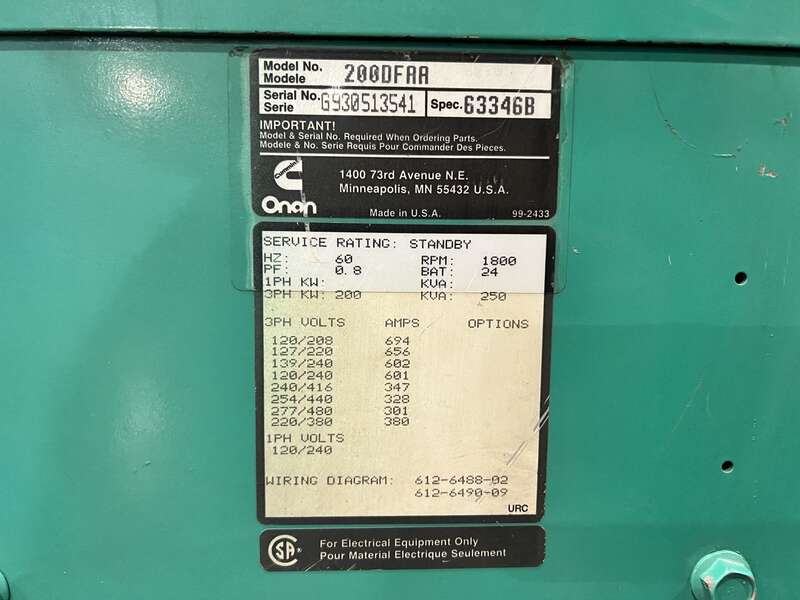 Model No. 200DFAA
Modele
Serial No. G930513541 Spec. 63346B
Serie
IMPORTANT!
Model & Serial No. Required When Ordering Parts.
Modele & No. Serie Requis Pour Commander Des Pieces.
Cummins
Onan
1400 73rd Avenue N.E.
Minneapolis, MN 55432 U.S.A.
Made in U.S.A. 99-2433
SERVICE RATING: STANDBY
HZ: 60 RPM: 1800
PF: 0.8 BAT: 24
1PH KW: KVA:
3PH KW: 200 KVA: 250
3PH VOLTS AMPS OPTIONS
120/208 694
127/220 656
139/240 602
120/240 601
240/416 347
254/440 328
277/480 301
220/380 380
1PH VOLTS
120/240
WIRING DIAGRAM: 612-6488-02
612-6490-09
URC
SA ®
For Electrical Equipment Only
Pour Material Electrique Seulement